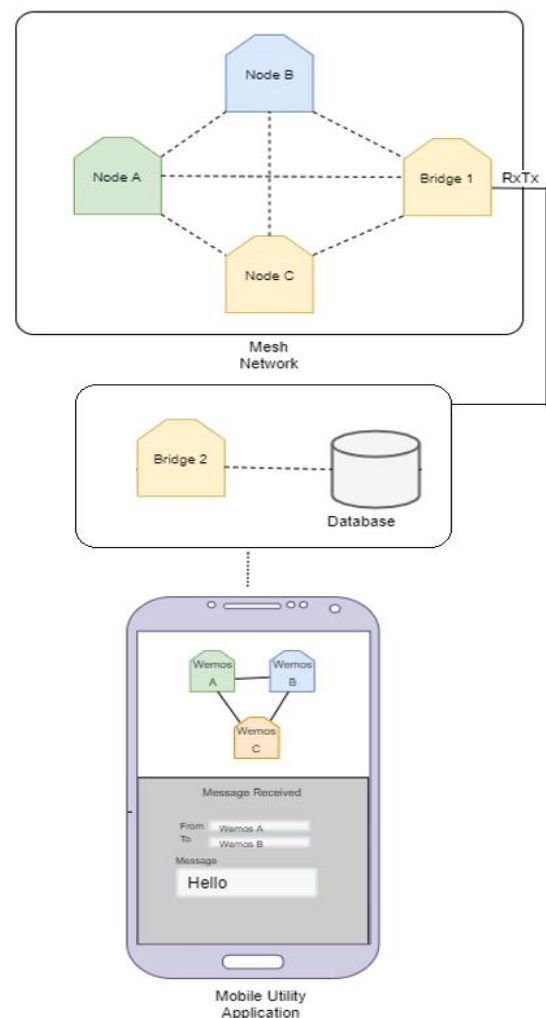 Node B
Node A
Bridge 1
RxTx
Node C
Mesh
Network
Bridge 2
Database
Wemos
A
Wemos
B
Wemos
C
Message Received
From
Wemos A
To
Wemos B
Message
Hello
Mobile Utility
Application